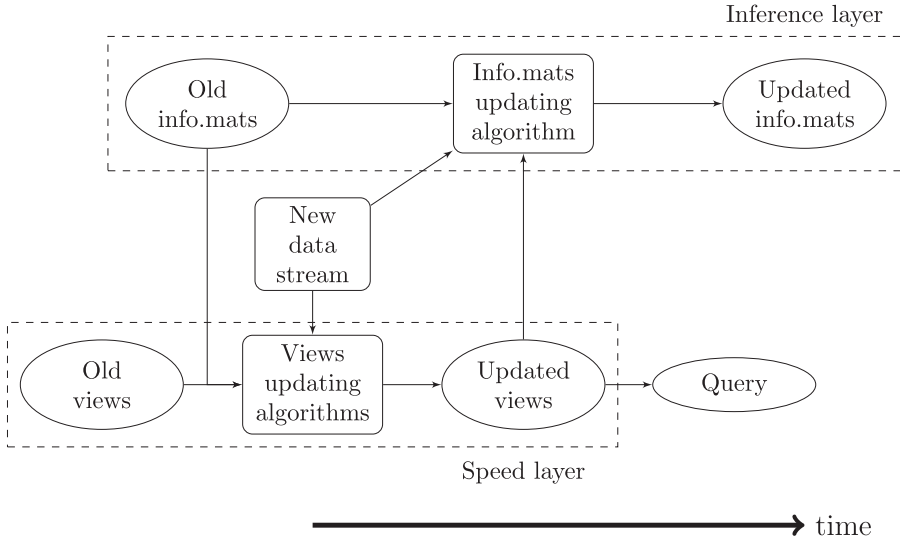 Inference layer
Old
info.mats
Info.mats
updating
algorithm
Updated
info.mats
New
data
stream
Old
views
Views
updating
algorithms
Updated
views
Query
Speed layer
time